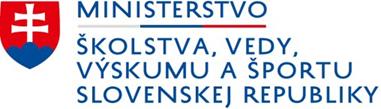 MINISTERSTVO
ŠKOLSTVA, VEDY,
VÝSKUMU A ŠPORTU
SLOVENSKEJ REPUBLIKY